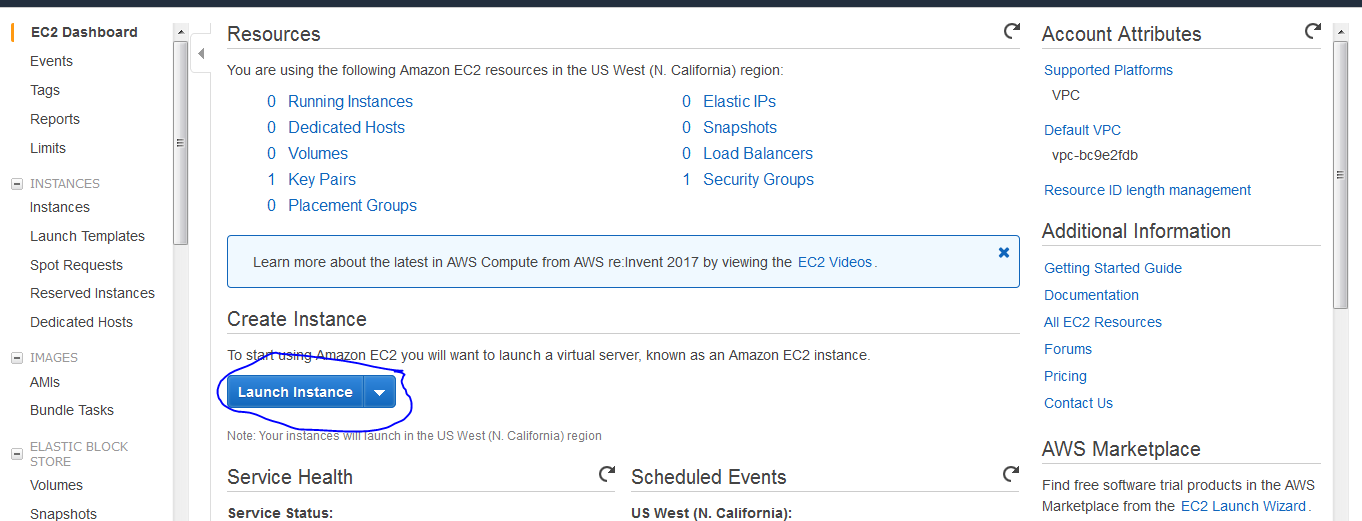 EC2 Dashboard
Events
Tags
Reports
Limits
INSTANCES
Instances
Launch Templates
Spot Requests
Reserved Instances
Dedicated Hosts
IMAGES
AMIs
Bundle Tasks
ELASTIC BLOCK
STORE
Volumes
Snapshots
Resources
You are using the following Amazon EC2 resources in the US West (N. California) region:
0 Running Instances
0 Elastic IPs
0 Dedicated Hosts
0 Snapshots
0 Volumes
0 Load Balancers
1 Key Pairs
1 Security Groups
0 Placement Groups
Learn more about the latest in AWS Compute from AWS re:Invent 2017 by viewing the EC2 Videos.
Create Instance
To start using Amazon EC2 you will want to launch a virtual server, known as an Amazon EC2 instance.
Launch Instance
Note: Your instances will launch in the US West (N. California) region
Service Health
Service Status:
Scheduled Events
US West (N. California):
Account Attributes
Supported Platforms
VPC
Default VPC
vpc-bc9e2fdb
Resource ID length management
Additional Information
Getting Started Guide
Documentation
All EC2 Resources
Forums
Pricing
Contact Us
AWS Marketplace
Find free software trial products in the AWS
Marketplace from the EC2 Launch Wizard.